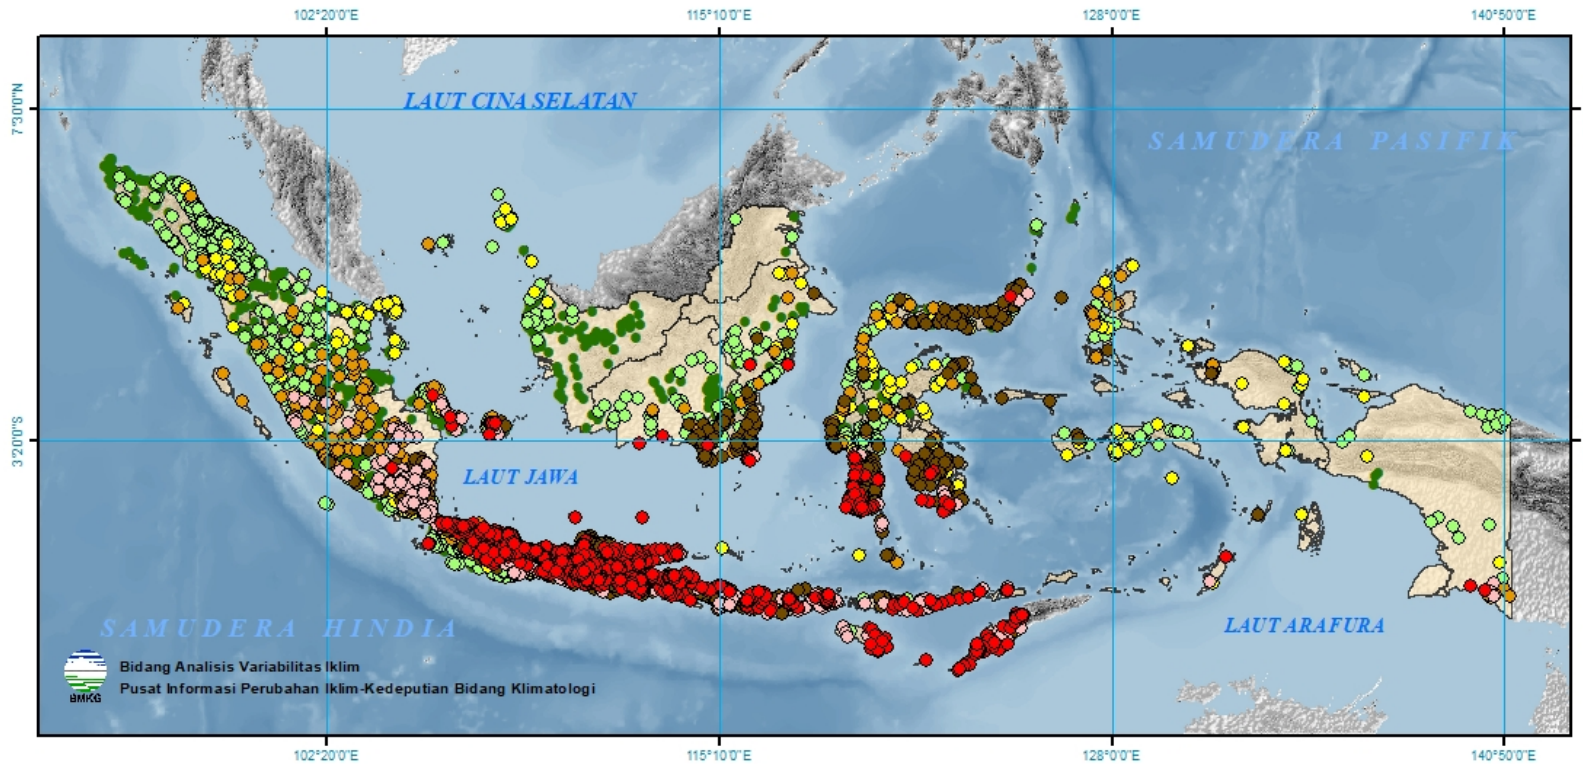 102°20'0"E 115°10'0"E 128°0'0"E 140°50'0"E
7°30'0"N
LAUT CINA SELATAN
SAMUDERA PASIFIK
3°20'0"S
LAUT JAWA
SAMUDERA HINDIA
LAUT ARAFURA
Bidang Analisis Variabilitas Iklim
Pusat Informasi Perubahan Iklim-Kedeputian Bidang Klimatologi
BMKG
102°20'0"E 115°10'0"E 128°0'0"E 140°50'0"E